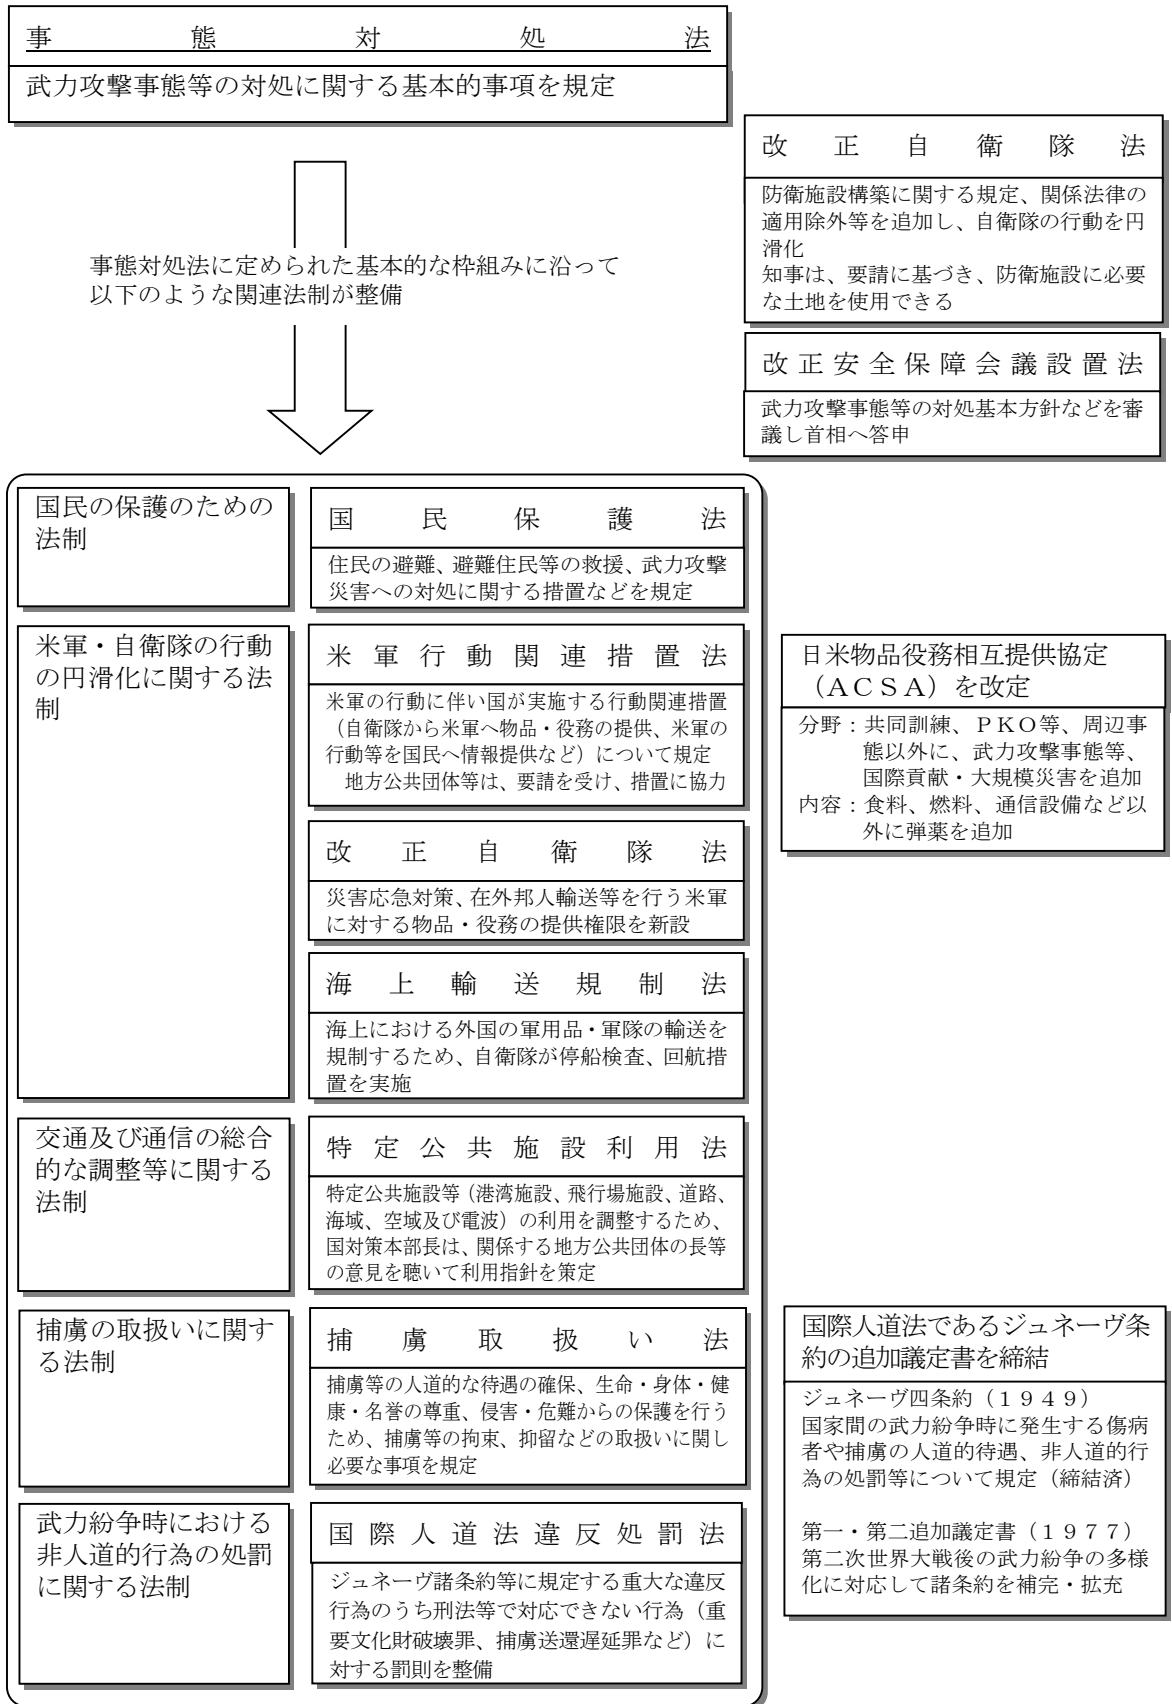 事態対処法
武力攻撃事態等の対処に関する基本的事項を規定
改正自衛隊法
防衛施設構築に関する規定、関係法律の
適用除外等を追加し、自衛隊の行動を円
滑化
知事は、要請に基づき、防衛施設に必要
な土地を使用できる
事態対処法に定められた基本的な枠組みに沿って
以下のような関連法制が整備
改正安全保障会議設置法
武力攻撃事態等の対処基本方針などを審
議し首相へ答申
国民の保護のための
法制
国民保護法
住民の避難、避難住民等の救援、武力攻撃
災害への対処に関する措置などを規定
米軍・自衛隊の行動
の円滑化に関する法
制
米軍行動関連措置法
米軍の行動に伴い国が実施する行動関連措置
(自衛隊から米軍へ物品・役務の提供、米軍の
行動等を国民へ情報提供など)について規定
地方公共団体等は、要請を受け、措置に協力
日米物品役務相互提供協定
(ACSA)を改定
分野:共同訓練、PKO等、周辺事
態以外に、武力攻撃事態等、
国際貢献・大規模災害を追加
内容:食料、燃料、通信設備など以
外に弾薬を追加
改正自衛隊法
災害応急対策、在外邦人輸送等を行う米軍
に対する物品・役務の提供権限を新設
海上輸送規制法
海上における外国の軍用品・軍隊の輸送を
規制するため、自衛隊が停船検査、回航措
置を実施
交通及び通信の総合
的な調整等に関する
法制
特定公共施設利用法
特定公共施設等(港湾施設、飛行場施設、道路、
海域、空域及び電波)の利用を調整するため、
国対策本部長は、関係する地方公共団体の長等
の意見を聴いて利用指針を策定
捕虜の取扱いに関す
る法制
捕虜取扱い法
捕虜等の人道的な待遇の確保、生命・身体・健
康・名誉の尊重、侵害・危難からの保護を行う
ため、捕虜等の拘束、抑留などの取扱いに関し
必要な事項を規定
国際人道法であるジュネーヴ条
約の追加議定書を締結
ジュネーヴ四条約(1949)
国家間の武力紛争時に発生する傷病
者や捕虜の人道的待遇、非人道的行
為の処罰等について規定(締結済)
第一・第二追加議定書(1977)
第二次世界大戦後の武力紛争の多様
化に対応して諸条約を補完・拡充
武力紛争時における
非人道的行為の処罰
に関する法制
国際人道法違反処罰法
ジュネーヴ諸条約等に規定する重大な違反
行為のうち刑法等で対応できない行為(重
要文化財破壊罪、捕虜送還遅延罪など)に
対する罰則を整備